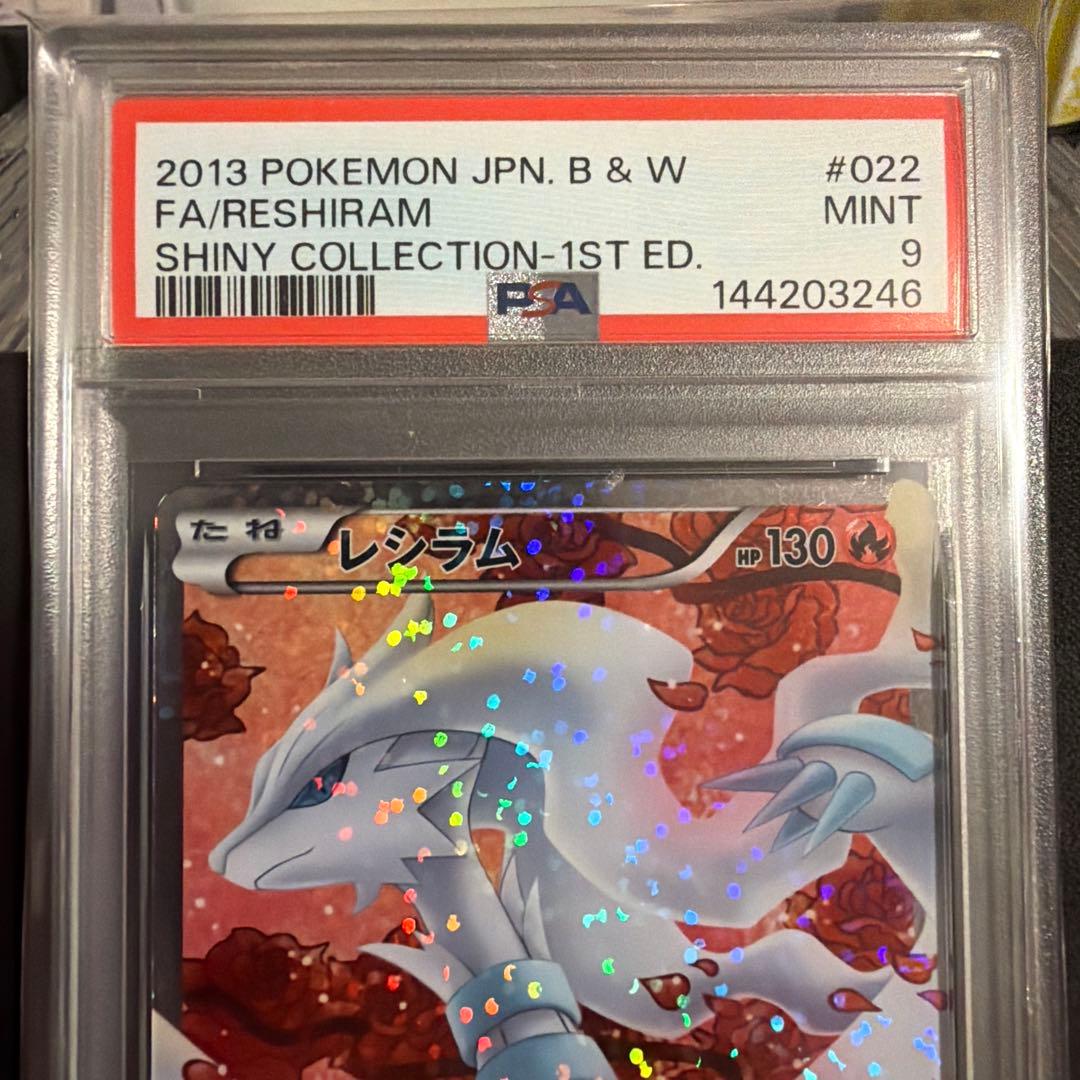 2013 POKEMON JPN. B & W #022
FA/RESHIRAM MINT
SHINY COLLECTION-1ST ED. 9
PSA 144203246
たね レシラム HP 130